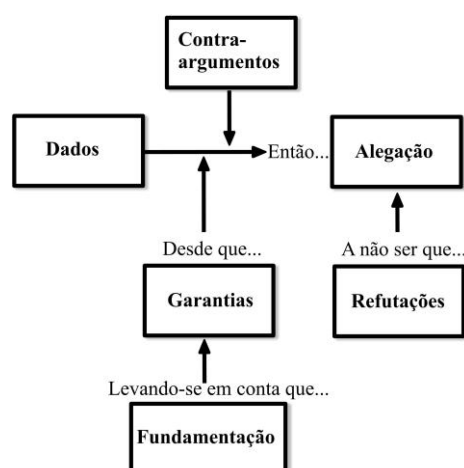 Contra-
argumentos
Dados
Então...
Alegação
Desde que...
A não ser que...
Garantias
Refutações
Levando-se em conta que...
Fundamentação